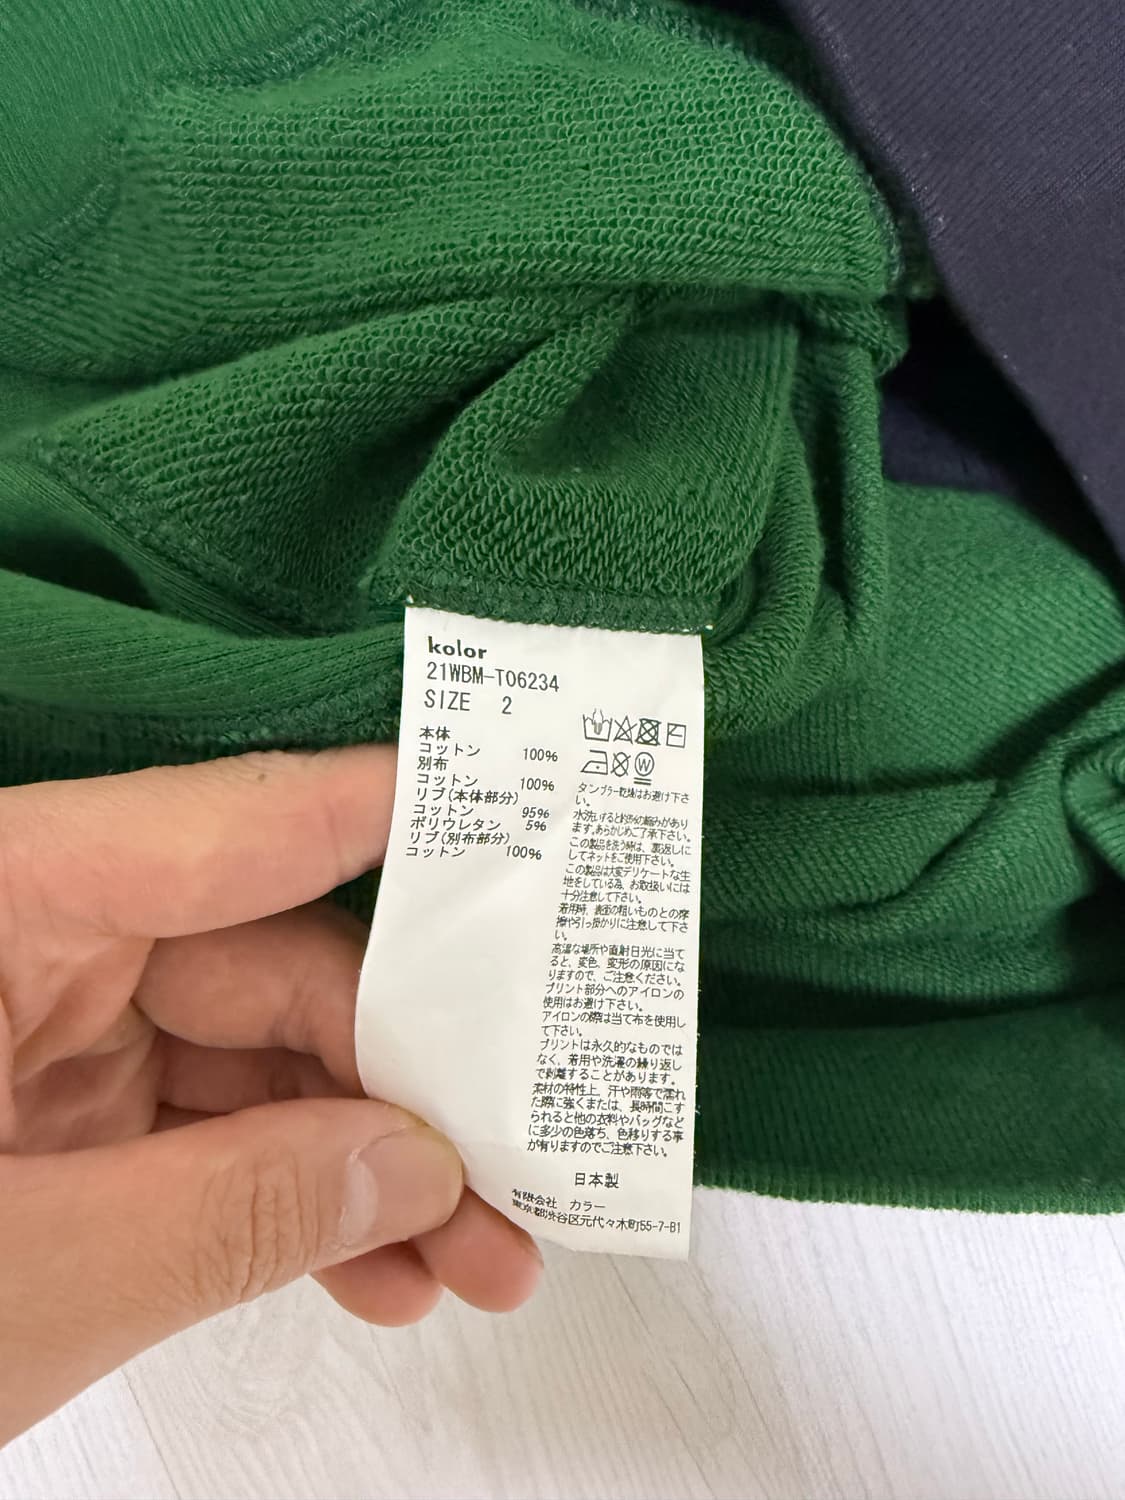 kolor
21WBM-T06234
SIZE 2
本体
コットン 100%
別布
コットン 100%
リブ(本体部分)
コットン 95%
ポリウレタン 5%
リブ(別布部分)
コットン 100%
W
タンブラー乾燥はお避け下さ
い。
ます。あらかじめご了承下さい。
この製品を洗う時は、裏返しに
してネットをご使用下さい。
この製品は大変デリケートな生
地をしている為、お取扱いには
十分注意して下さい。
着用時、表面の粗いものとの摩
擦や引っ掛かりに注意して下さ
い。
高温な場所や直射日光に当て
ると、変色、変形の原因にな
りますので、ご注意ください。
プリント部分へのアイロンの
使用はお避け下さい。
アイロンの際は当て布を使用し
て下さい。
プリントは永久的なものでは
なく、着用や洗濯の繰り返し
で剥離することがあります。
素材の特性上、汗や雨等で濡れ
た際に強くまたは、長時間こす
られると他の衣料やバッグなど
に多少の色落ち、色移りする事
が有りますのでご注意下さい。
日本製
有限会社 カラー
東京都渋谷区元代々木町55-7-B1